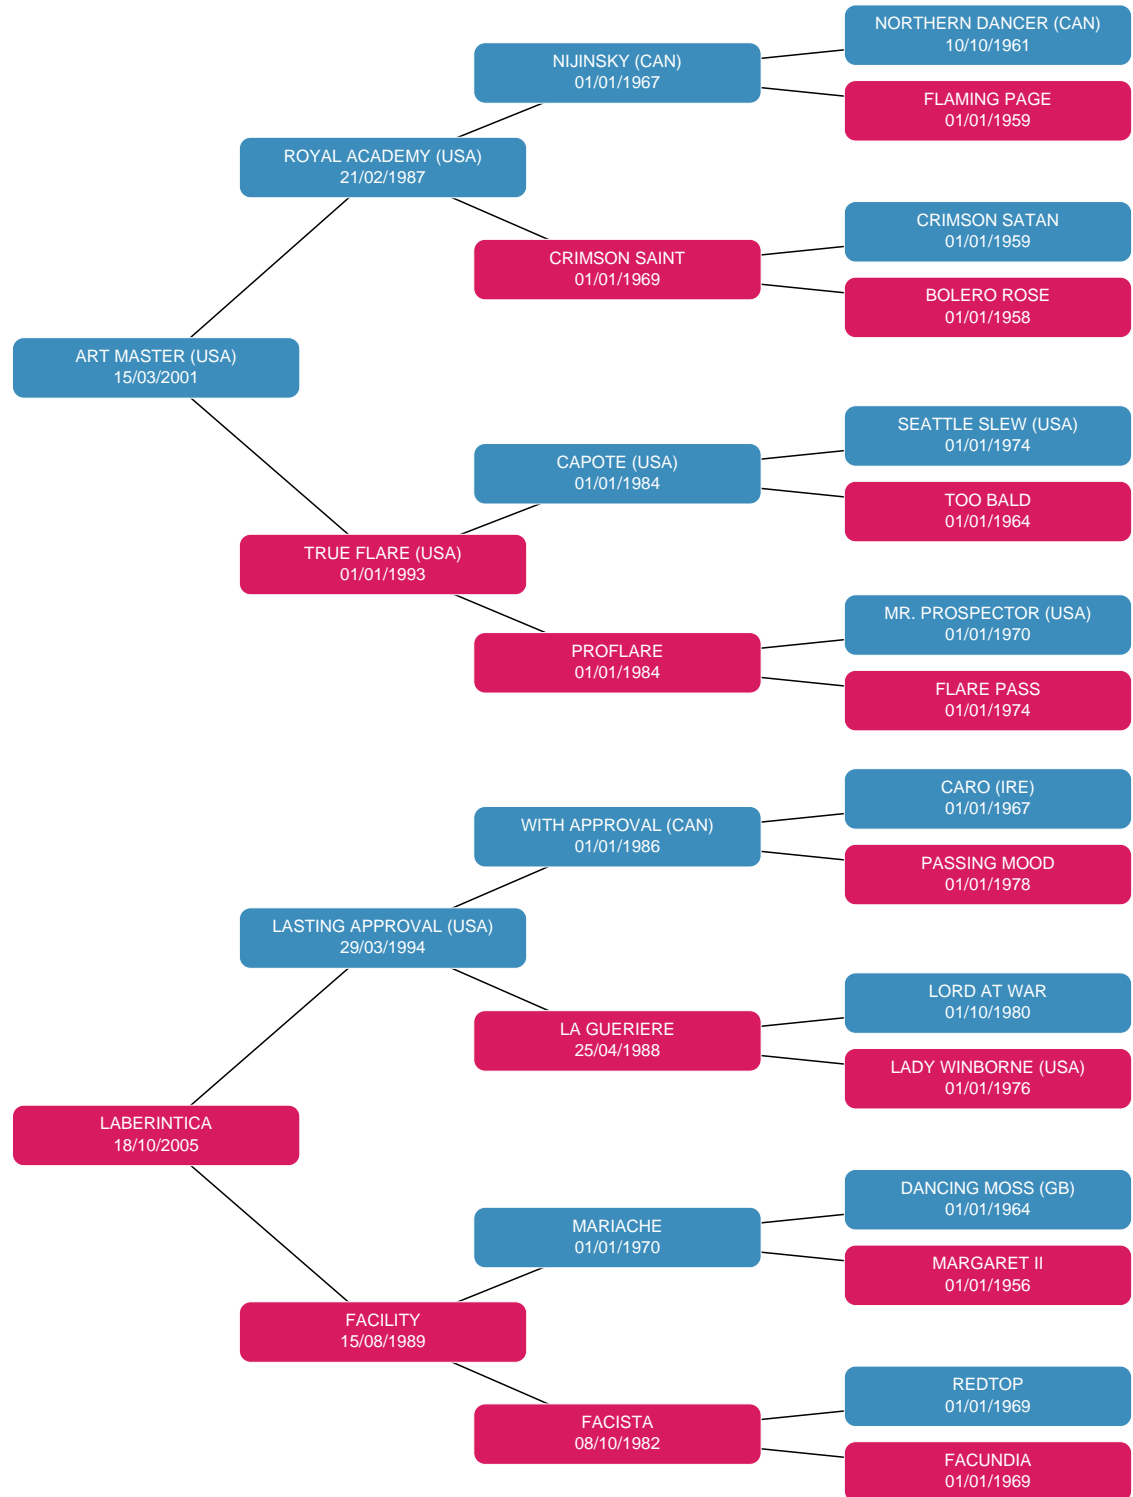 NORTHERN DANCER (CAN)
10/10/1961
NIJINSKY (CAN)
01/01/1967
FLAMING PAGE
01/01/1959
ROYAL ACADEMY (USA)
21/02/1987
CRIMSON SATAN
01/01/1959
CRIMSON SAINT
01/01/1969
BOLERO ROSE
01/01/1958
ART MASTER (USA)
15/03/2001
SEATTLE SLEW (USA)
01/01/1974
CAPOTE (USA)
01/01/1984
TOO BALD
01/01/1964
TRUE FLARE (USA)
01/01/1993
MR. PROSPECTOR (USA)
01/01/1970
PROFLARE
01/01/1984
FLARE PASS
01/01/1974
CARO (IRE)
01/01/1967
WITH APPROVAL (CAN)
01/01/1986
PASSING MOOD
01/01/1978
LASTING APPROVAL (USA)
29/03/1994
LORD AT WAR
01/10/1980
LA GUERIERE
25/04/1988
LADY WINBORNE (USA)
01/01/1976
LABERINTICA
18/10/2005
DANCING MOSS (GB)
01/01/1964
MARIACHE
01/01/1970
MARGARET II
01/01/1956
FACILITY
15/08/1989
REDTOP
01/01/1969
FACISTA
08/10/1982
FACUNDIA
01/01/1969